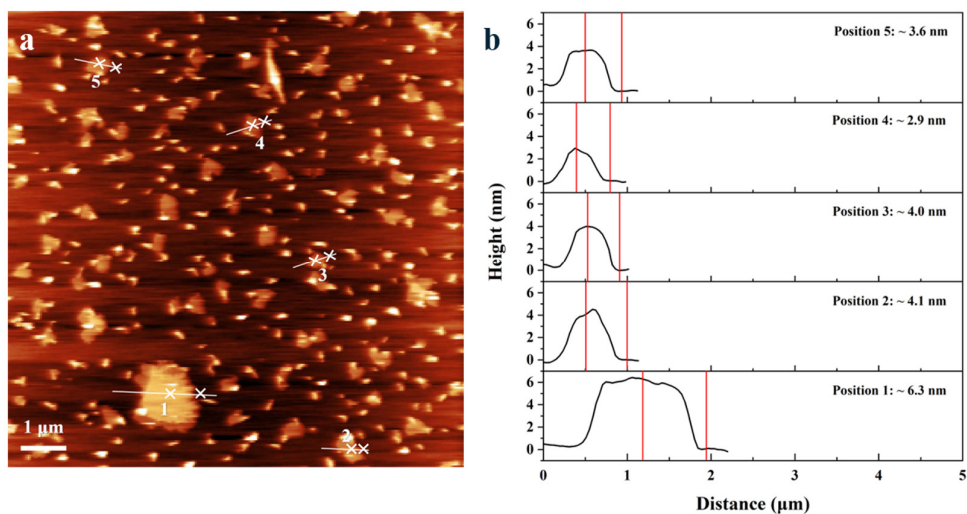 a
5
4
3
1
2
1 μm
b
Height (nm)
6
4
2
0
Position 5: ~ 3.6 nm
6
4
2
0
Position 4: ~ 2.9 nm
6
4
2
0
Position 3: ~ 4.0 nm
6
4
2
0
Position 2: ~ 4.1 nm
6
4
2
0
Position 1: ~ 6.3 nm
0 1 2 3 4 5
Distance (μm)